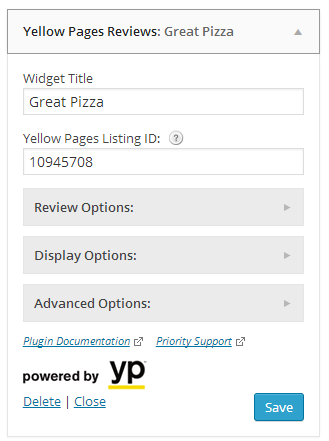 Yellow Pages Reviews: Great Pizza
Widget Title
Great Pizza
Yellow Pages Listing ID: ?
10945708
Review Options:
Display Options:
Advanced Options:
Plugin Documentation Priority Support
powered by yp
Delete | Close
Save